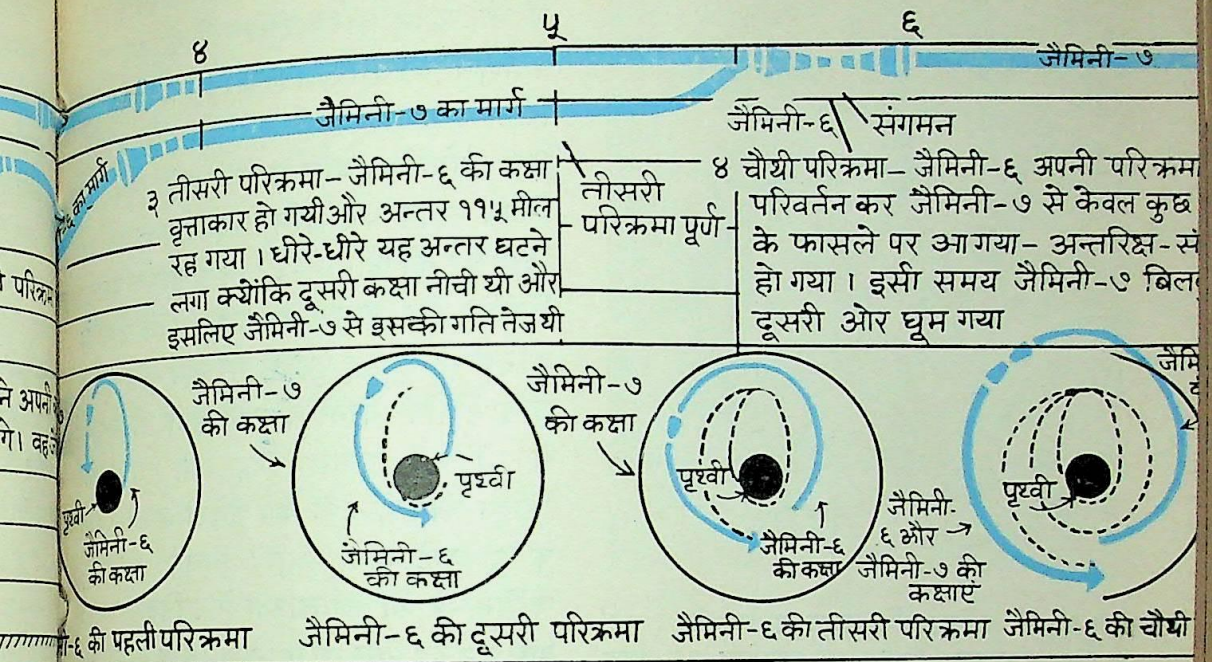 ४ ५ ६
जैमिनी-७
जैमिनी-७ का मार्ग
जैमिनी-६
संगमन
६ का मार्ग
३ तीसरी परिक्रमा- जैमिनी-६ की कक्षा
वृत्ताकार हो गयी और अन्तर ११५ मील
रह गया । धीरे-धीरे यह अन्तर घटने
लगा क्योंकि दूसरी कक्षा नीची थी और
इसलिए जैमिनी-७ से इसकी गति तेज थी
तीसरी
परिक्रमा पूर्ण
४ चौथी परिक्रमा- जैमिनी-६ अपनी परिक्रमा
परिवर्तन कर जैमिनी-७ से केवल कुछ
के फासले पर आ गया- अन्तरिक्ष-सं
हो गया । इसी समय जैमिनी-७ बिल
दूसरी ओर घूम गया
परिक्रम
ने अपनी
गे। वह
पृथ्वी
जैमिनी-६
की कक्षा
जैमिनी-७
की कक्षा
पृथ्वी
जैमिनी-६
की कक्षा
जैमिनी-७
की कक्षा
पृथ्वी
जैमिनी-६
की कक्षा
जैमिनी-
६ और
जैमिनी-७ की
कक्षाएं
पृथ्वी
जैमि
-६ की पहली परिक्रमा
जैमिनी-६ की दूसरी परिक्रमा
जैमिनी-६ की तीसरी परिक्रमा
जैमिनी-६ की चौथी